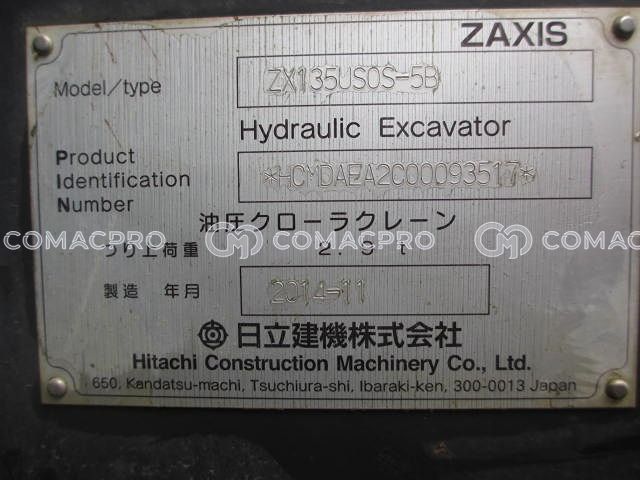 ZAXIS
Model/type ZX135USOS-5B
Hydraulic Excavator
Product
Identification *HCMDAEA2C00093517*
Number
油圧クローラクレーン
COMACPRO COMACPRO COMACPRO
つり上荷重 2.9 t
製造 年月 2014-11
日立建機株式会社
Hitachi Construction Machinery Co., Ltd.
650, Kandatsu-machi, Tsuchiura-shi, Ibaraki-ken, 300-0013 Japan